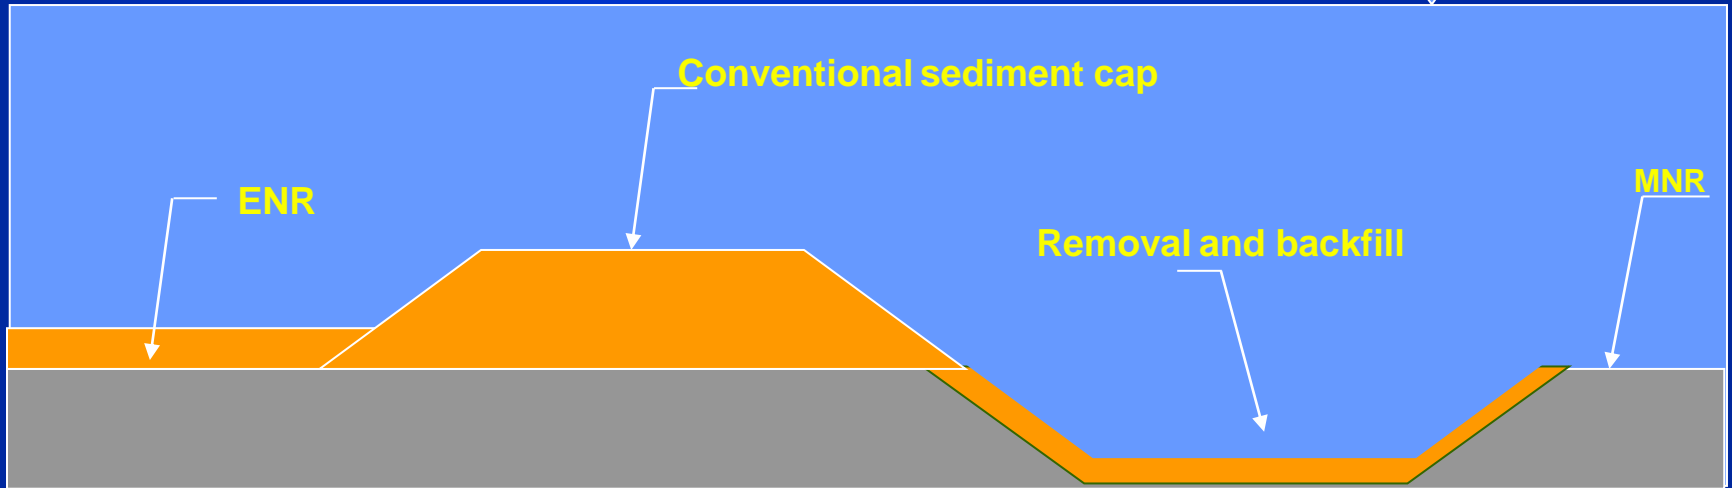 Conventional sediment cap
ENR
MNR
Removal and backfill